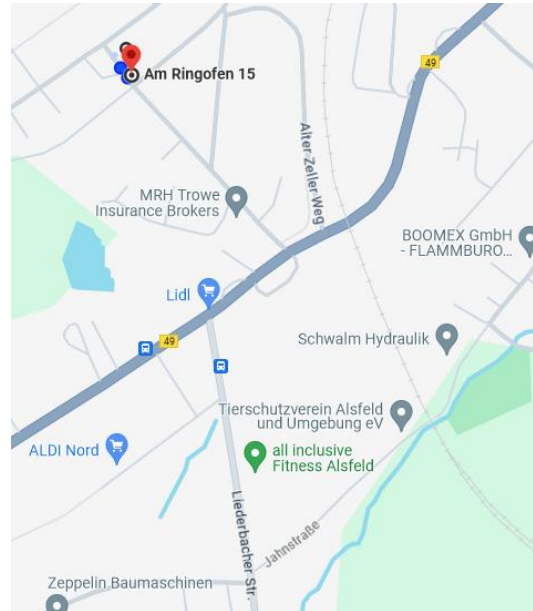 49
Am Ringofen 15
Alter Zeller Weg
MRH Trowe
Insurance Brokers
BOOMEX GmbH
- FLAMMBURO...
Lidl
49
Schwalm Hydraulik
Tierschutzverein Alsfeld
und Umgebung eV
ALDI Nord
all inclusive
Fitness Alsfeld
Liederbacher Str.
Jahnstraße
Zeppelin Baumaschinen